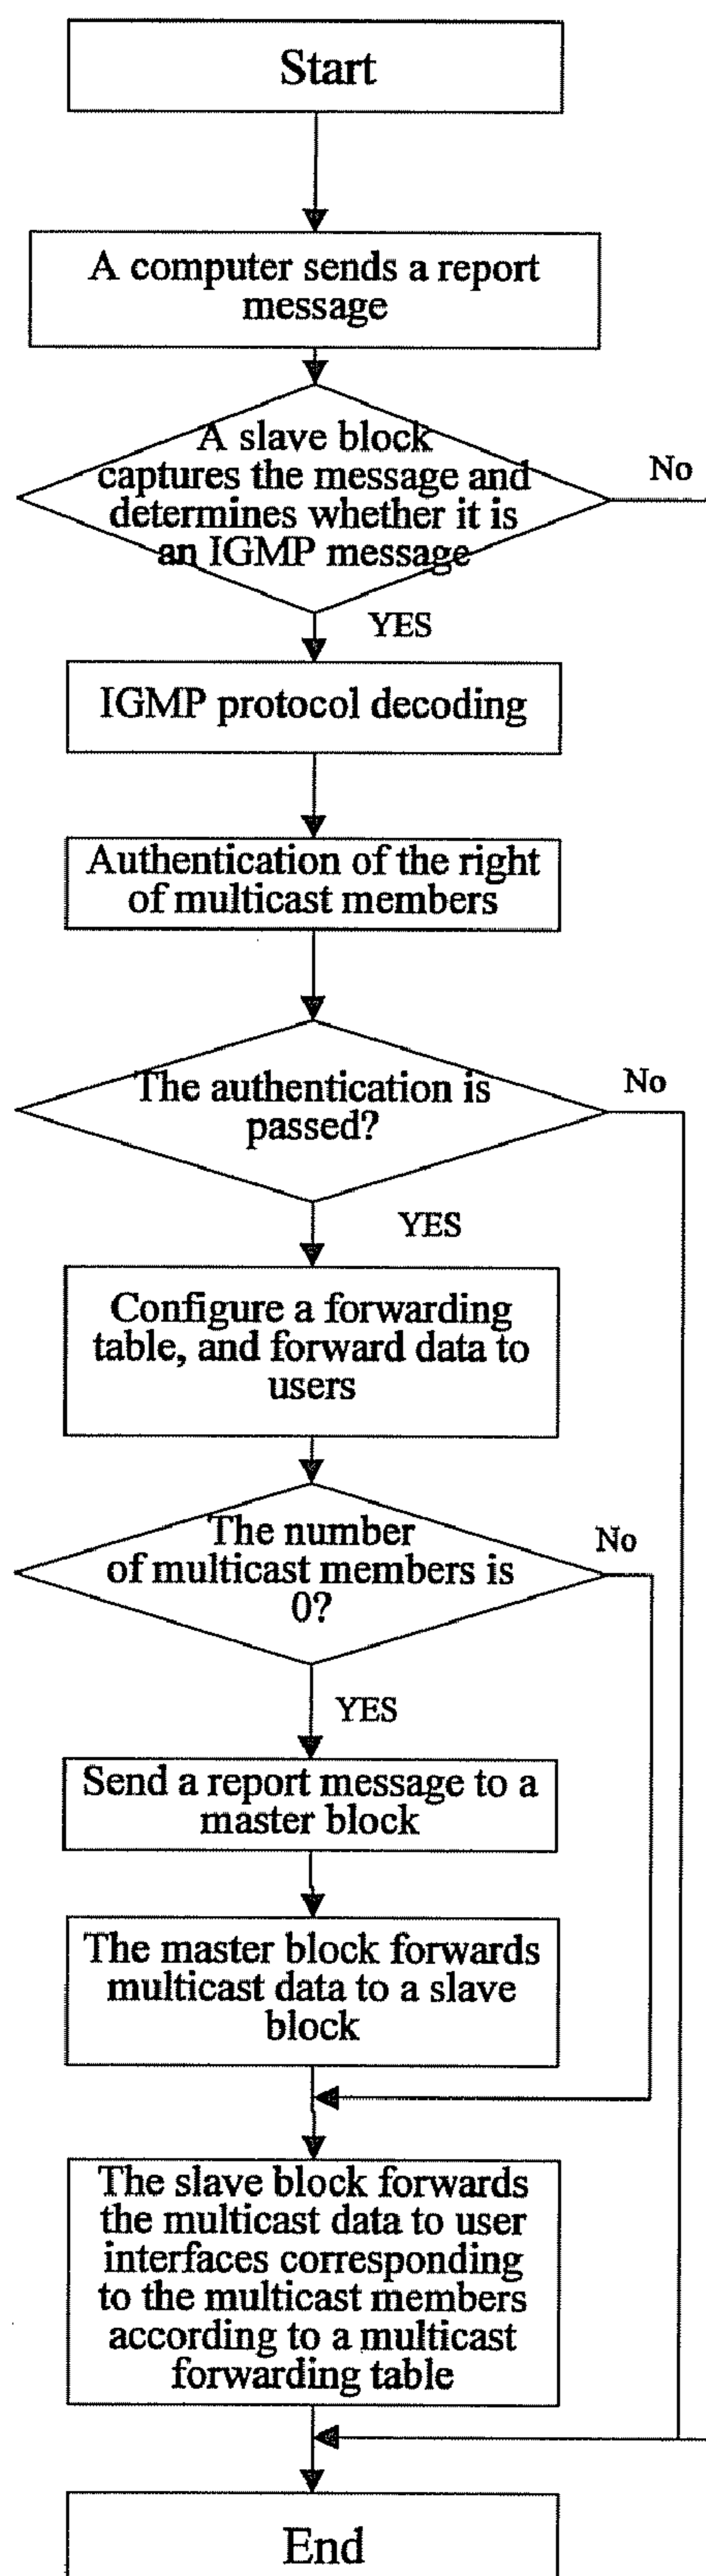 Start
A computer sends a report
message
A slave block
captures the message and
determines whether it is
an IGMP message
No
YES
IGMP protocol decoding
Authentication of the right
of multicast members
The authentication is
passed?
No
YES
Configure a forwarding
table, and forward data to
users
The number
of multicast members is
0?
No
YES
Send a report message to a
master block
The master block forwards
multicast data to a slave
block
The slave block forwards
the multicast data to user
interfaces corresponding
to the multicast members
according to a multicast
forwarding table
End